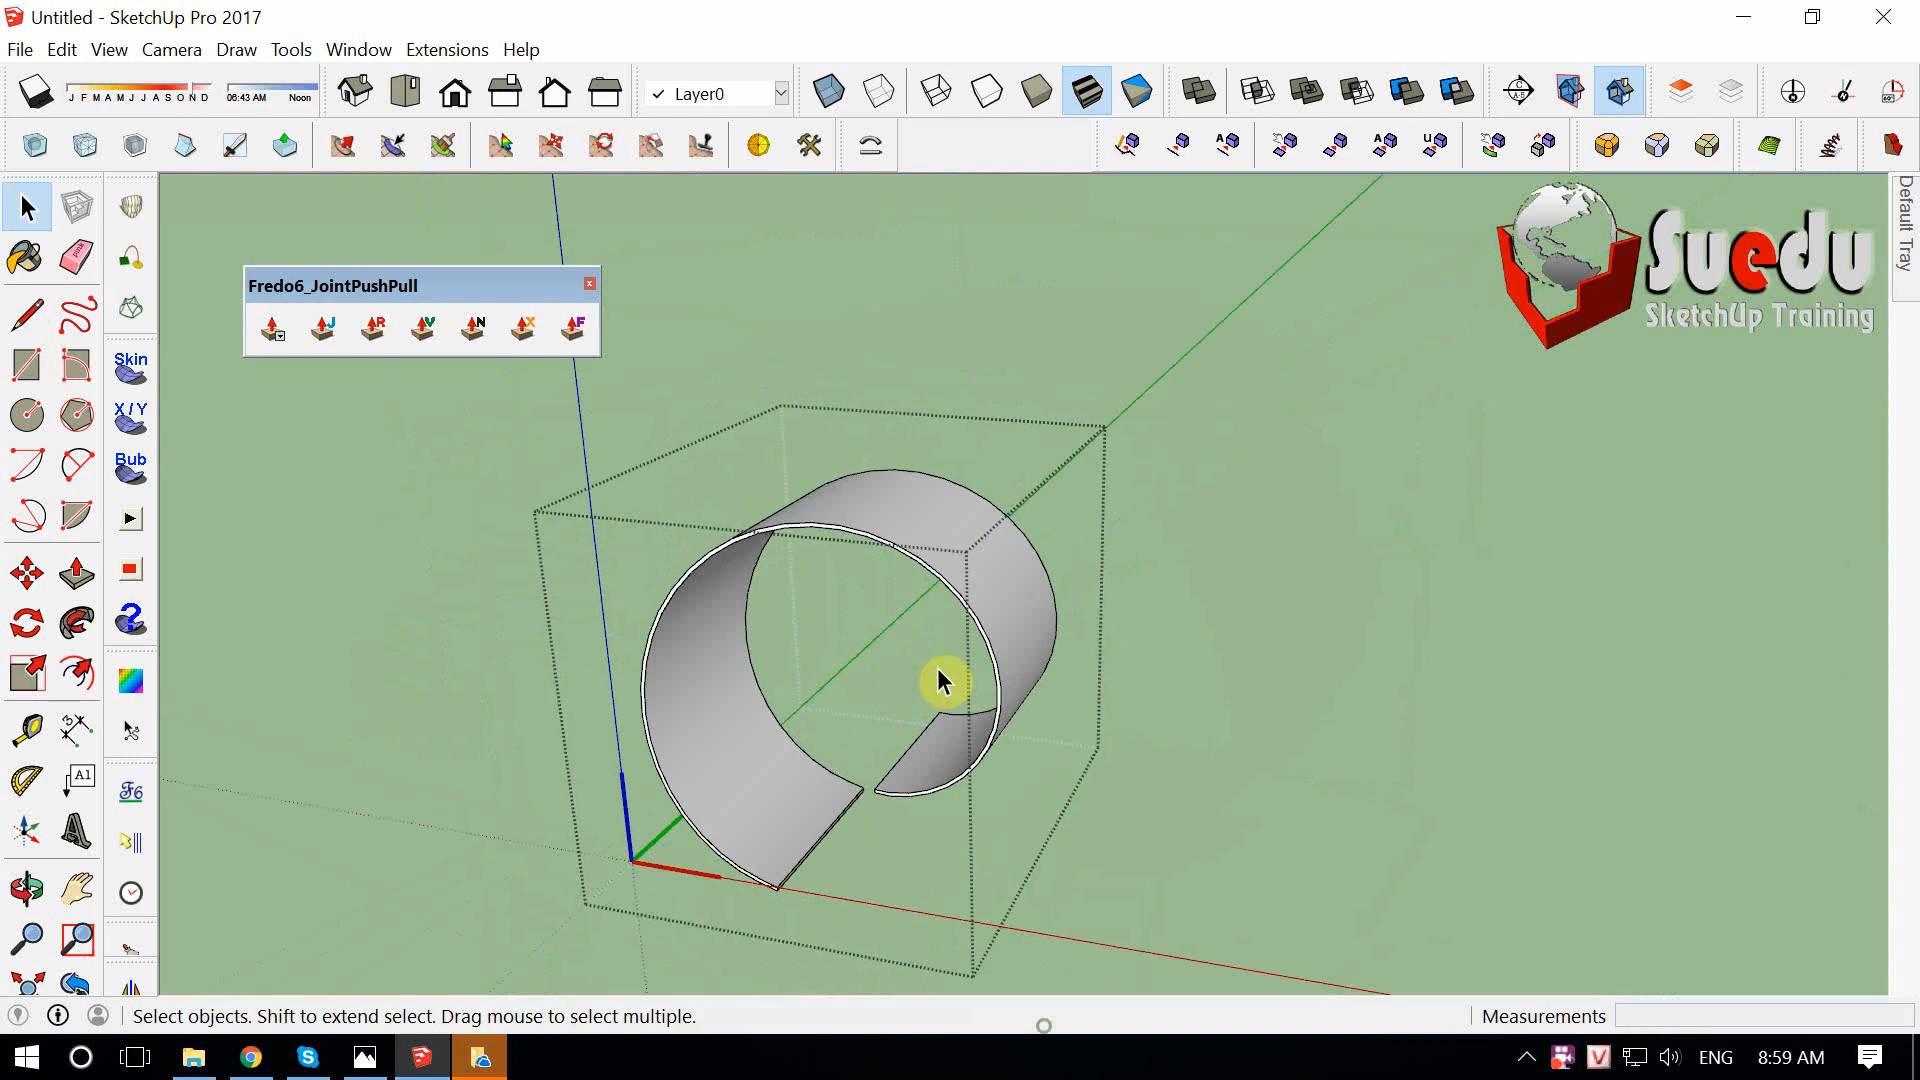 Untitled - SketchUp Pro 2017
File Edit View Camera Draw Tools Window Extensions Help
J F M A M J J A S O N D
06:43 AM Noon
Layer0
Default Tray
Fredo6_JointPushPull
J R V N X F
Suedu
SketchUp Training
Skin
X/Y
Bub
A1
Select objects. Shift to extend select. Drag mouse to select multiple.
Measurements
ENG
8:59 AM